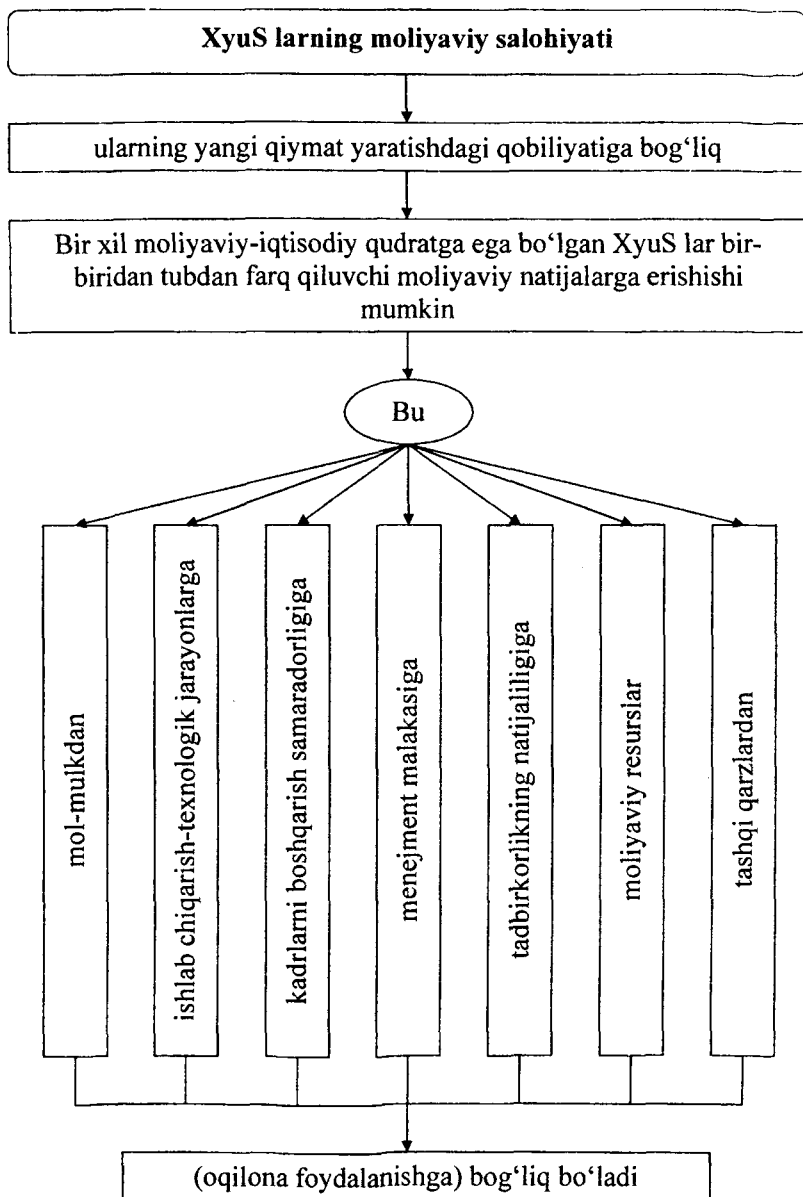 XyuS larning moliyaviy salohiyati
ularning yangi qiymat yaratishdagi qobiliyatiga bog‘liq
Bir xil moliyaviy-iqtisodiy qudratga ega bo‘lgan XyuS lar bir-
biridan tubdan farq qiluvchi moliyaviy natijalarga erishishi
mumkin
Bu
mol-mulkdan
ishlab chiqarish-texnologik jarayonlarga
kadrlarni boshqarish samaradorligiga
menejment malakasiga
tadbirkorlikning natijaliligiga
moliyaviy resurslar
tashqi qarzlardan
(oqilona foydalanishga) bog‘liq bo‘ladi